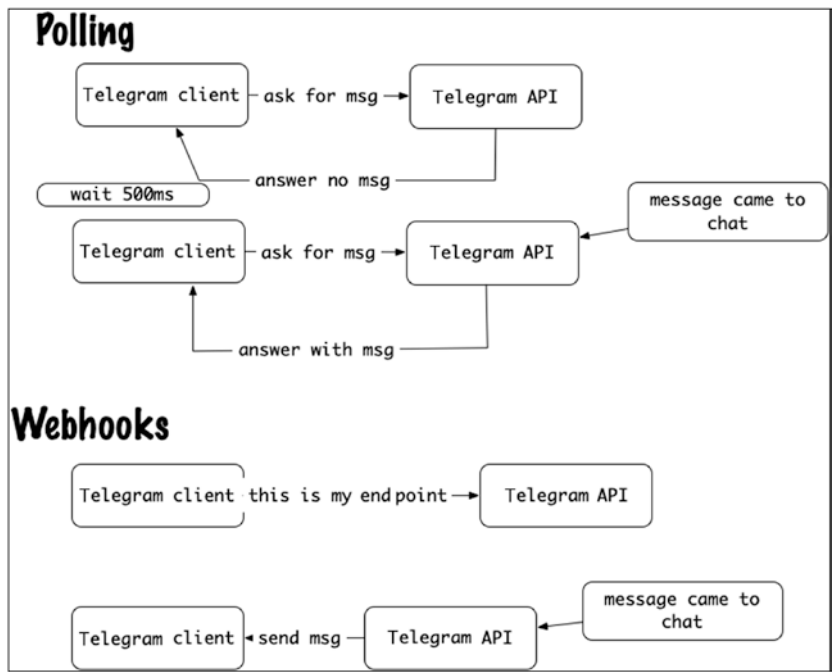 Polling
Telegram client
ask for msg
Telegram API
answer no msg
wait 500ms
message came to
chat
Telegram client
ask for msg
Telegram API
answer with msg
Webhooks
Telegram client
this is my endpoint
Telegram API
message came to
chat
Telegram client
send msg
Telegram API